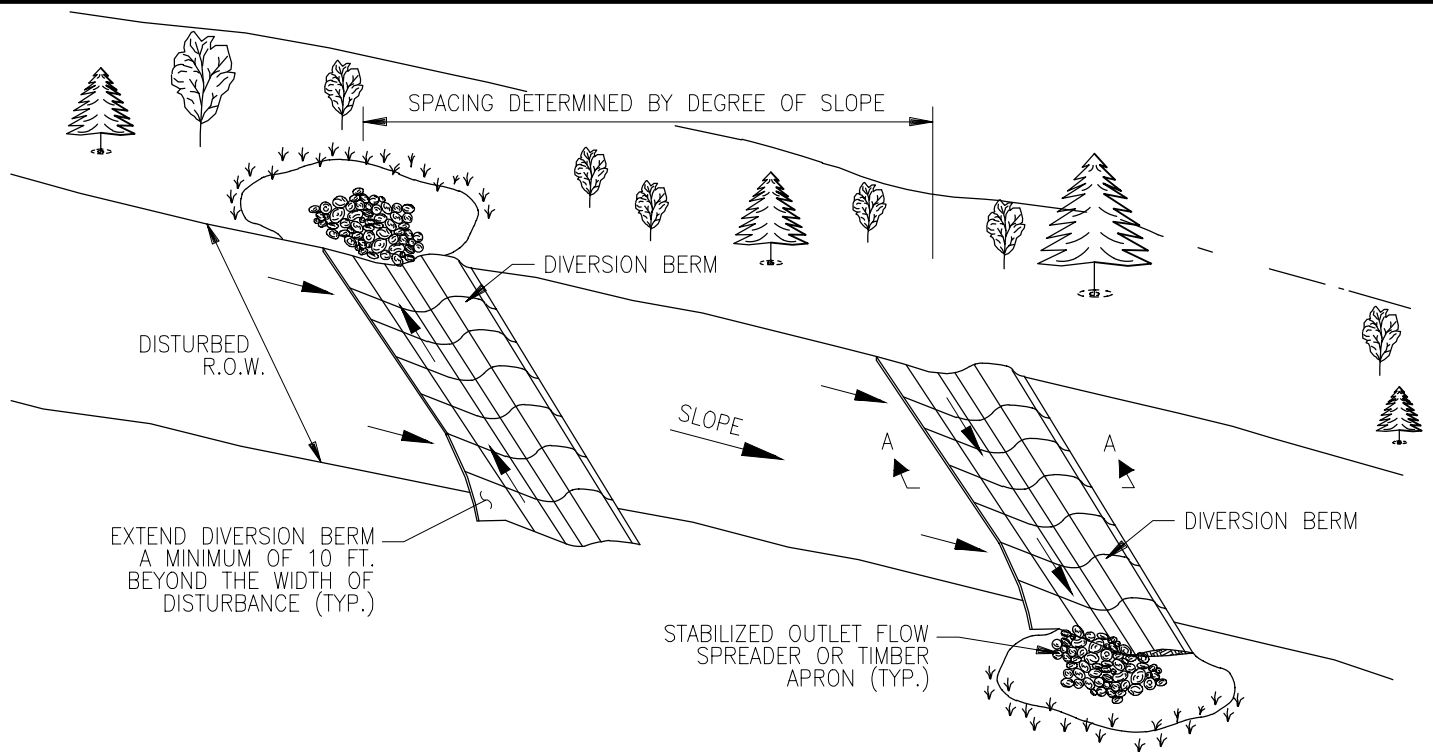 SPACING DETERMINED BY DEGREE OF SLOPE
DIVERSION BERM
DISTURBED
R.O.W.
SLOPE
A
A
EXTEND DIVERSION BERM
A MINIMUM OF 10 FT.
BEYOND THE WIDTH OF
DISTURBANCE (TYP.)
DIVERSION BERM
STABILIZED OUTLET FLOW
SPREADER OR TIMBER
APRON (TYP.)